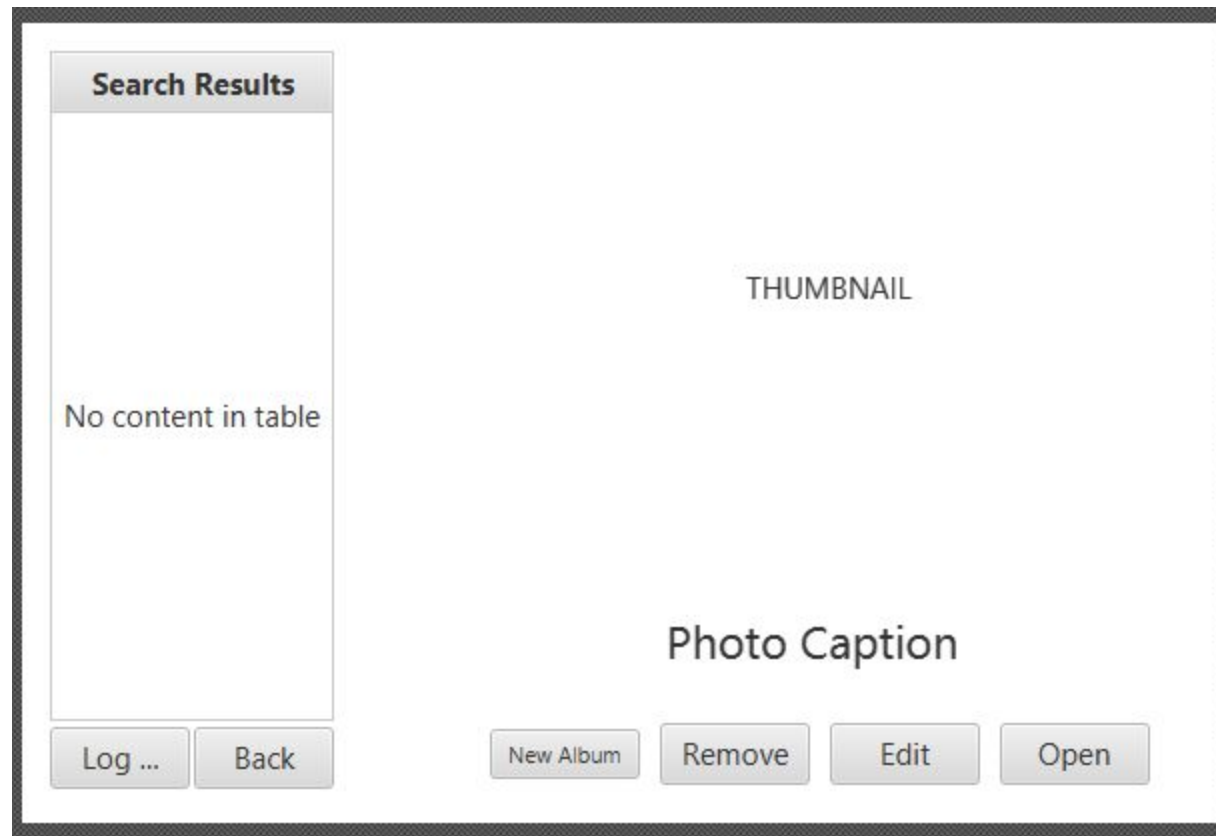 Search Results
No content in table
THUMBNAIL
Photo Caption
Log ...
Back
New Album
Remove
Edit
Open